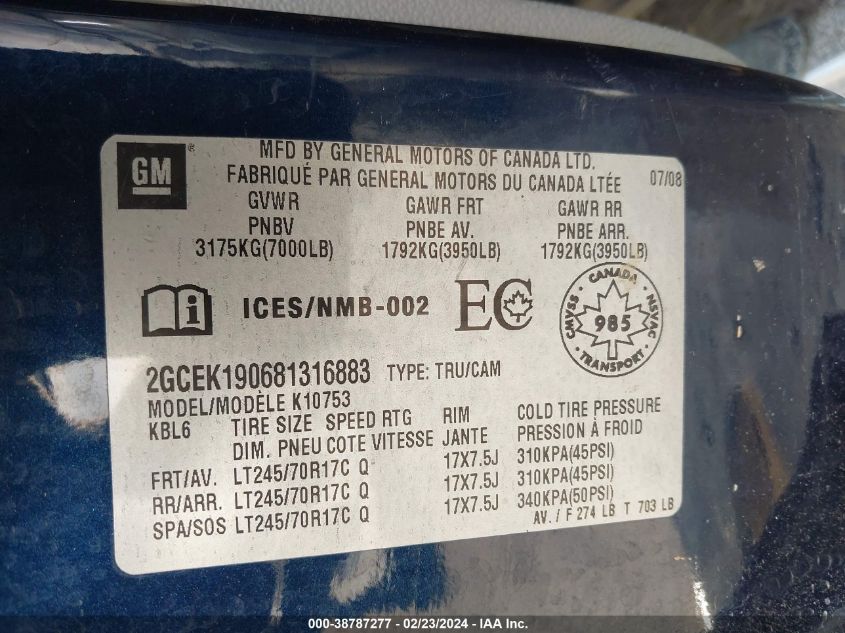 GM
MFD BY GENERAL MOTORS OF CANADA LTD.
FABRIQUÉ PAR GENERAL MOTORS DU CANADA LTÉE 07/08
GVWR GAWR FRT GAWR RR
PNBV PNBE AV. PNBE ARR.
3175KG(7000LB) 1792KG(3950LB) 1792KG(3950LB)
i ICES/NMB-002 EC
CANADA
CMVSS 985 NSVAC
TRANSPORT
2GCEK190681316883 TYPE: TRU/CAM
MODEL/MODÈLE K10753
KBL6 TIRE SIZE SPEED RTG RIM COLD TIRE PRESSURE
DIM. PNEU COTE VITESSE JANTE PRESSION À FROID
FRT/AV. LT245/70R17C Q 17X7.5J 310KPA(45PSI)
RR/ARR. LT245/70R17C Q 17X7.5J 310KPA(45PSI)
SPA/SOS LT245/70R17C Q 17X7.5J 340KPA(50PSI)
AV. / F 274 LB T 703 LB
000-38787277 - 02/23/2024 - IAA Inc.